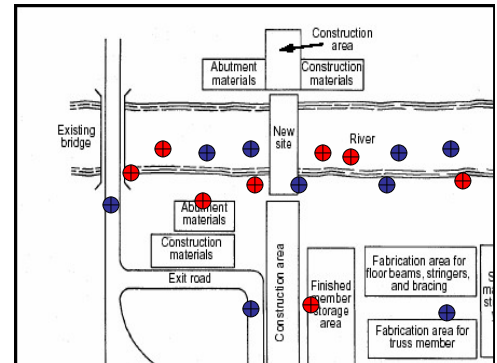 Construction
area
Abutment
materials
Construction
materials
Existing
bridge
New
site
River
Abutment
materials
Construction
materials
Exit road
Construction area
Finished
member
storage
area
Fabrication area for
floor beams, stringers,
and bracing
Fabrication area for
truss member